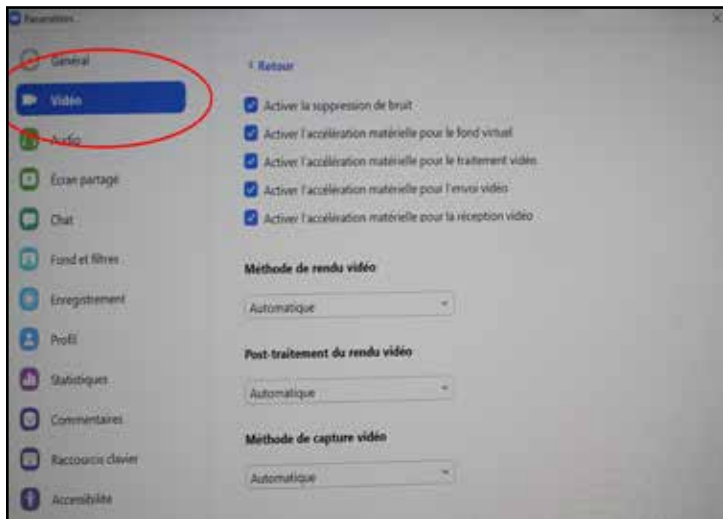 Paramètres
Général
Vidéo
Audio
Écran partagé
Chat
Fond et filtres
Enregistrement
Profil
Statistiques
Commentaires
Raccourcis clavier
Accessibilité
Retour
Activer la suppression de bruit
Activer l'accélération matérielle pour le fond virtuel
Activer l'accélération matérielle pour le traitement vidéo
Activer l'accélération matérielle pour l'envoi vidéo
Activer l'accélération matérielle pour la réception vidéo
Méthode de rendu vidéo
Automatique
Post-traitement du rendu vidéo
Automatique
Méthode de capture vidéo
Automatique